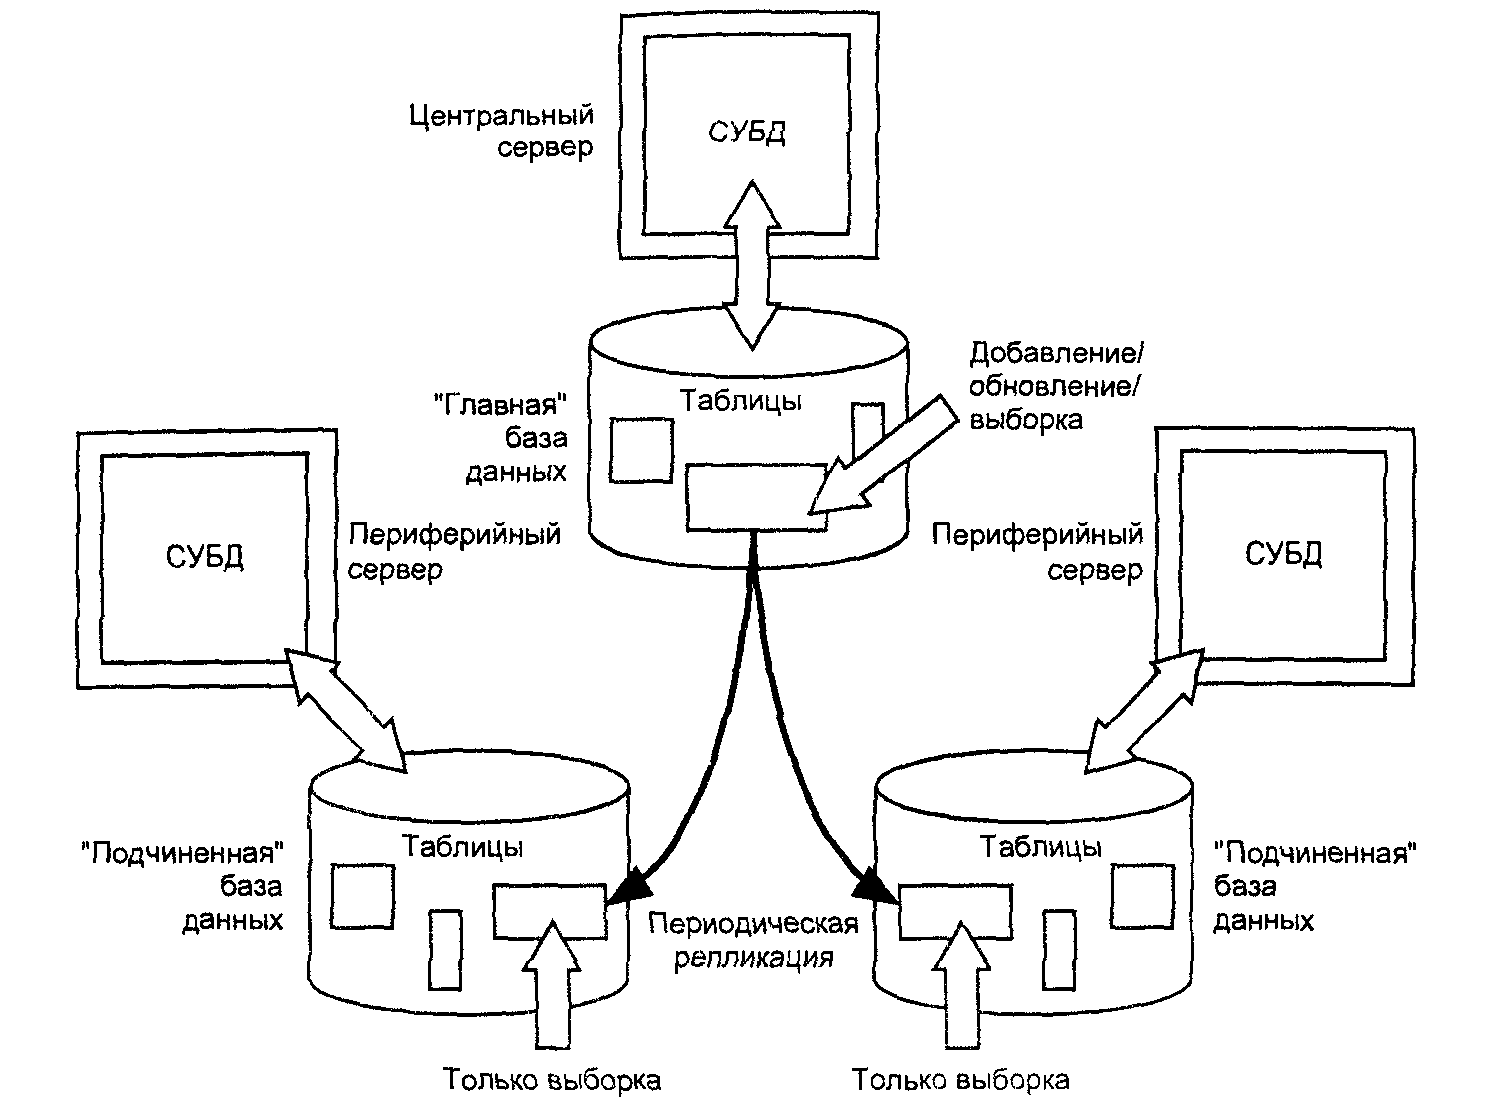 Центральный
сервер
СУБД
"Главная"
база
данных
Таблицы
Добавление/
обновление/
выборка
СУБД
Периферийный
сервер
Периферийный
сервер
СУБД
"Подчиненная"
база
данных
Таблицы
Периодическая
репликация
Таблицы
"Подчиненная"
база
данных
Только выборка
Только выборка